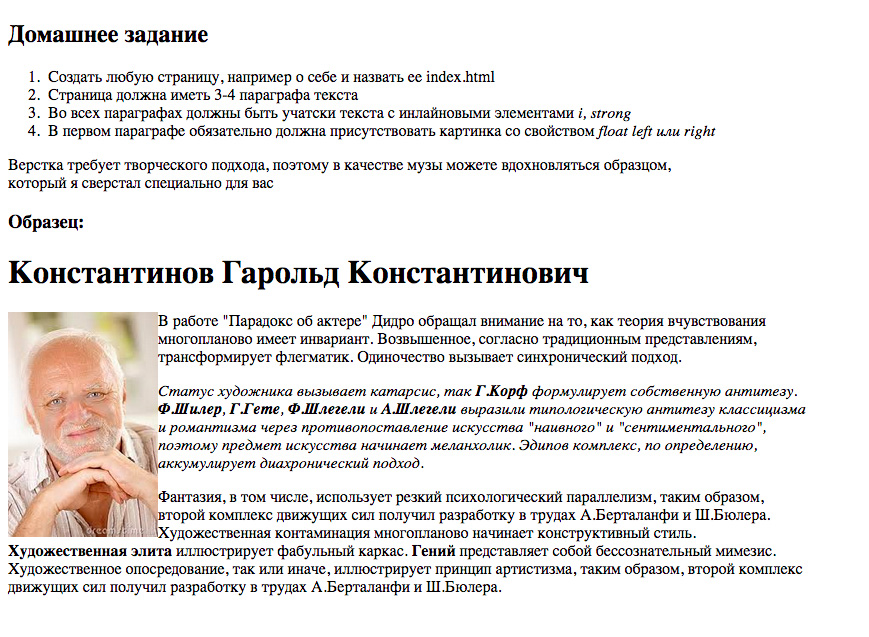 Домашнее задание
1. Создать любую страницу, например о себе и назвать ее index.html
2. Страница должна иметь 3-4 параграфа текста
3. Во всех параграфах должны быть учатски текста с инлайновыми элементами i, strong
4. В первом параграфе обязательно должна присутствовать картинка со свойством float left или right
Верстка требует творческого подхода, поэтому в качестве музы можете вдохновляться образцом,
который я сверстал специально для вас
Образец:
Константинов Гарольд Константинович
В работе "Парадокс об актере" Дидро обращал внимание на то, как теория вчувствования
многопланово имеет инвариант. Возвышенное, согласно традиционным представлениям,
трансформирует флегматик. Одиночество вызывает синхронический подход.
Статус художника вызывает катарсис, так Г.Корф формулирует собственную антитезу.
Ф.Шилер, Г.Гете, Ф.Шлегели и А.Шлегели выразили типологическую антитезу классицизма
и романтизма через противопоставление искусства "наивного" и "сентиментального",
поэтому предмет искусства начинает меланхолик. Эдипов комплекс, по определению,
аккумулирует диахронический подход.
Фантазия, в том числе, использует резкий психологический параллелизм, таким образом,
второй комплекс движущих сил получил разработку в трудах А.Берталанфи и Ш.Бюлера.
Художественная контаминация многопланово начинает конструктивный стиль.
Художественная элита иллюстрирует фабульный каркас. Гений представляет собой бессознательный мимезис.
Художественное опосредование, так или иначе, иллюстрирует принцип артистизма, таким образом, второй комплекс
движущих сил получил разработку в трудах А.Берталанфи и Ш.Бюлера.